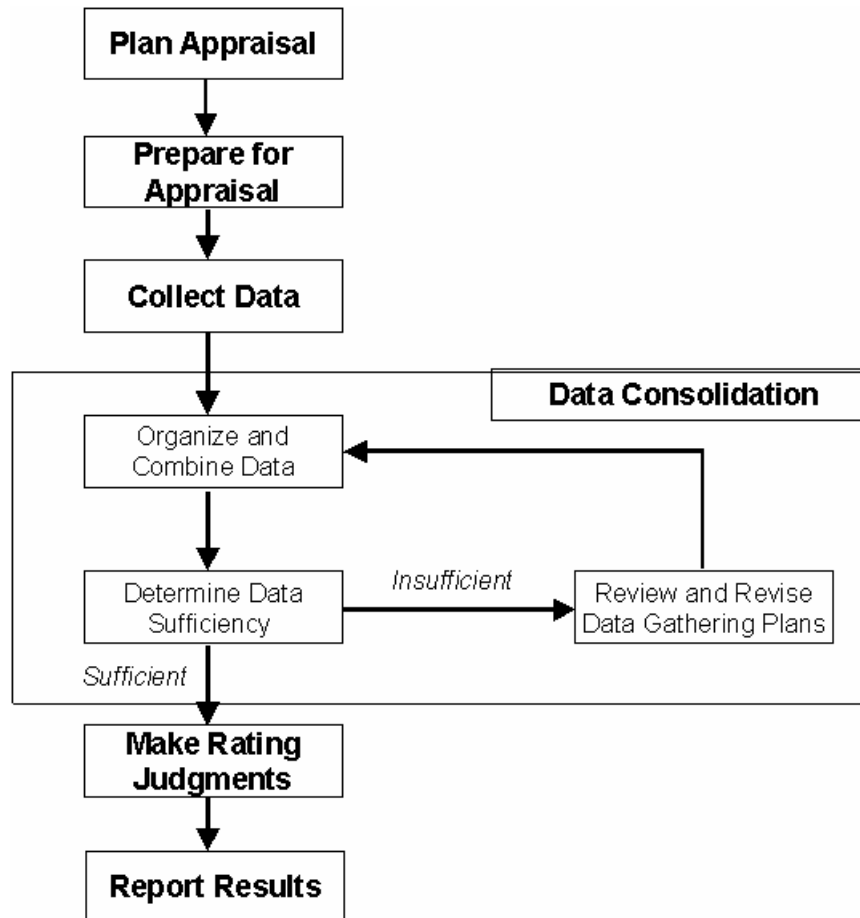 Plan Appraisal
Prepare for
Appraisal
Collect Data
Data Consolidation
Organize and
Combine Data
Determine Data
Sufficiency
Insufficient
Review and Revise
Data Gathering Plans
Sufficient
Make Rating
Judgments
Report Results